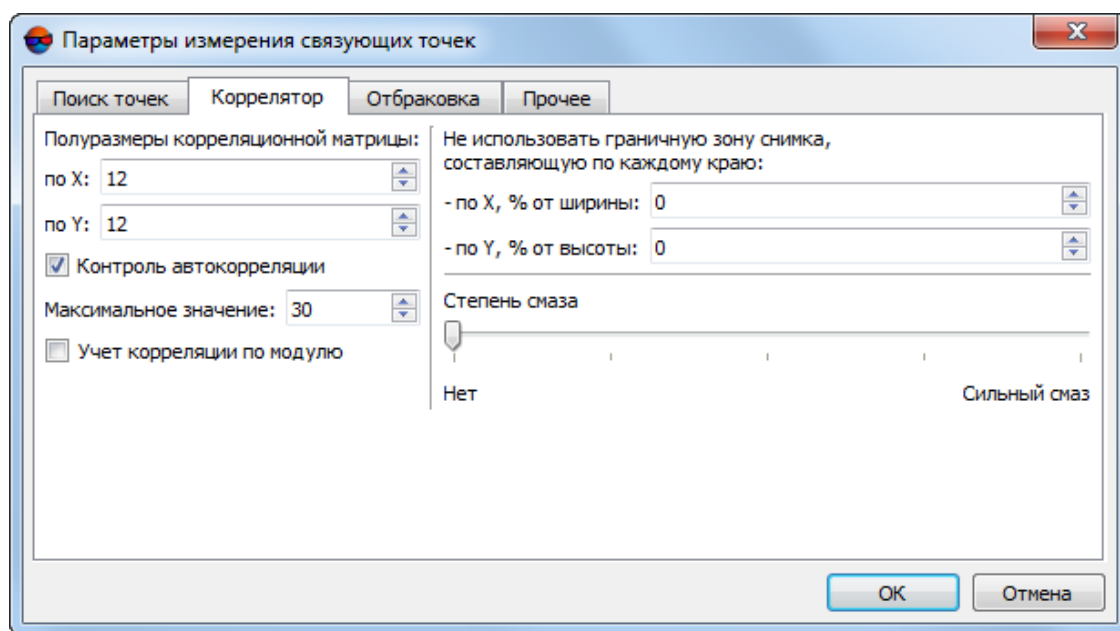 Параметры измерения связующих точек
Поиск точек
Коррелятор
Отбраковка
Прочее
Полуразмеры корреляционной матрицы:
по X: 12
по Y: 12
Контроль автокорреляции
Максимальное значение: 30
Учет корреляции по модулю
Не использовать граничную зону снимка,
составляющую по каждому краю:
- по X, % от ширины: 0
- по Y, % от высоты: 0
Степень смаза
Нет
Сильный смаз
OK
Отмена